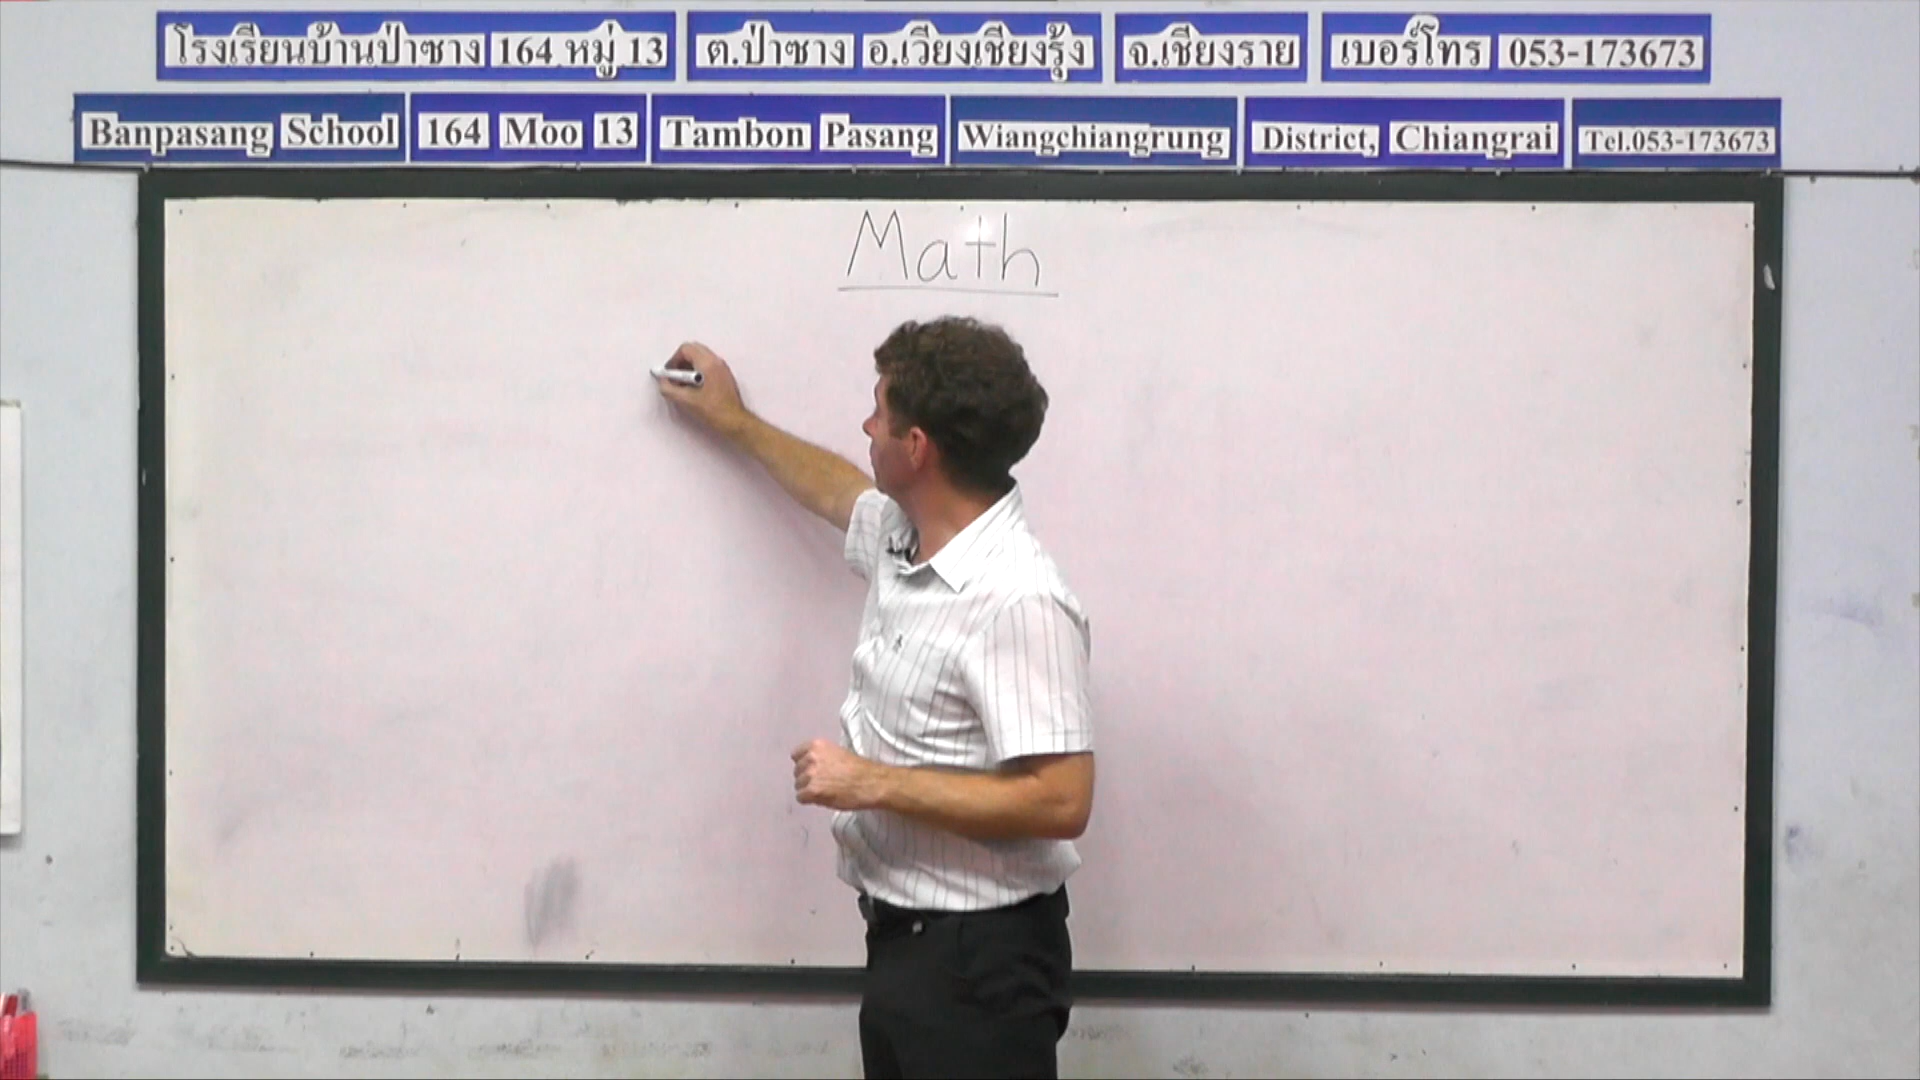 โรงเรียนบ้านป่าซาง 164 หมู่ 13 ต.ป่าซาง อ.เวียงเชียงรุ้ง จ.เชียงราย เบอร์โทร 053-173673
Banpasang School 164 Moo 13 Tambon Pasang Wiangchiangrung District, Chiangrai Tel.053-173673
Math